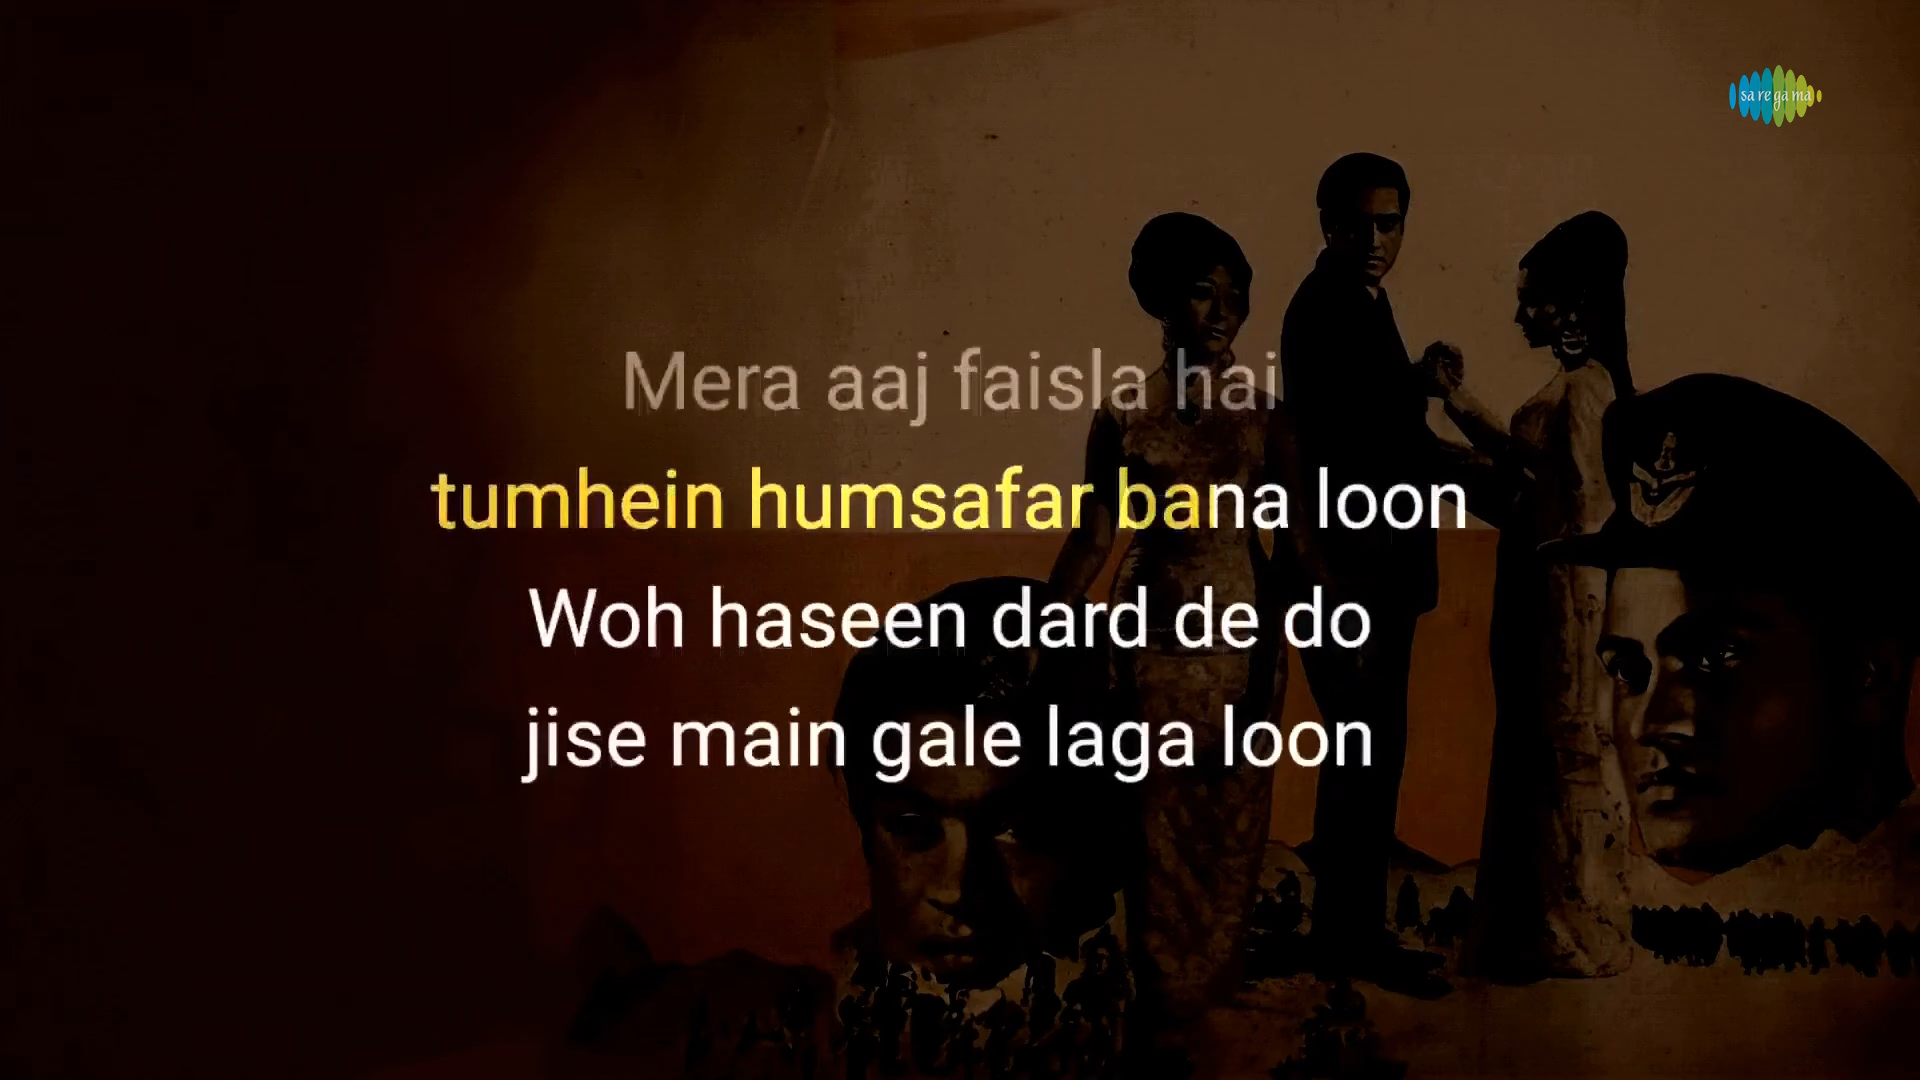 sa re ga ma
Mera aaj faisla hai
tumhein humsafar bana loon
Woh haseen dard de do
jise main gale laga loon